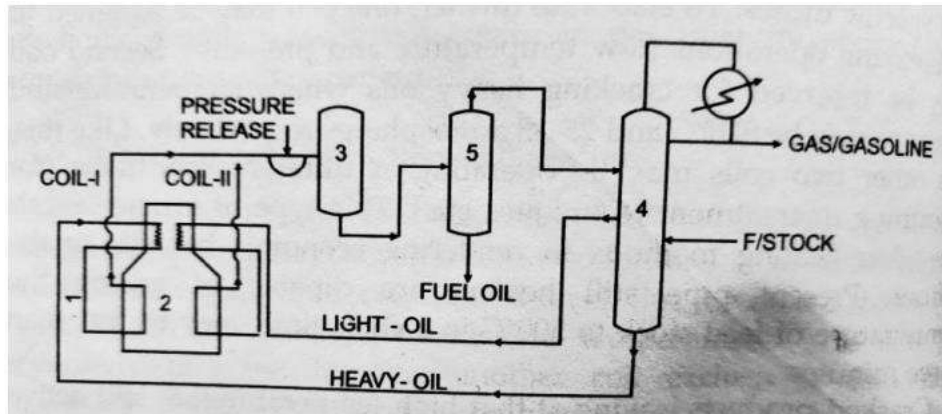 PRESSURE
RELEASE
3
5
GAS/GASOLINE
COIL-I
COIL-II
4
F/STOCK
1
2
FUEL OIL
LIGHT - OIL
HEAVY- OIL